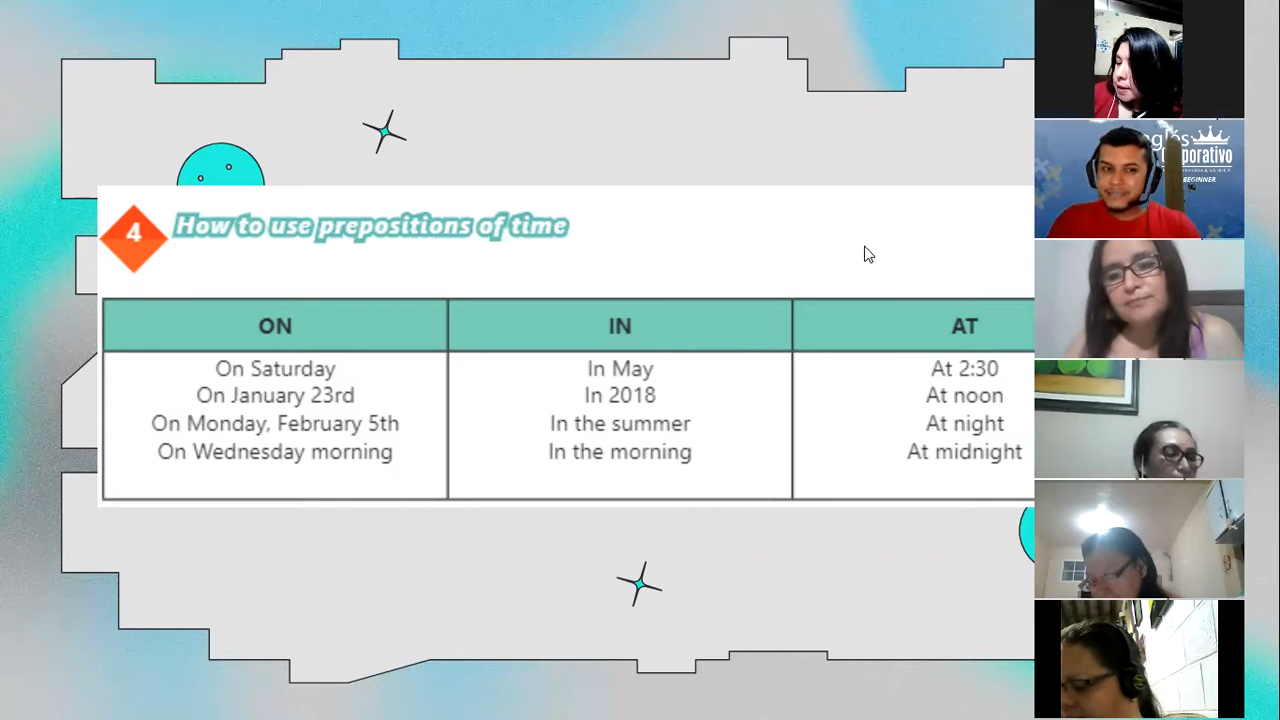 4
How to use prepositions of time
ON
IN
AT
On Saturday
On January 23rd
On Monday, February 5th
On Wednesday morning
In May
In 2018
In the summer
In the morning
At 2:30
At noon
At night
At midnight
BEGINNER